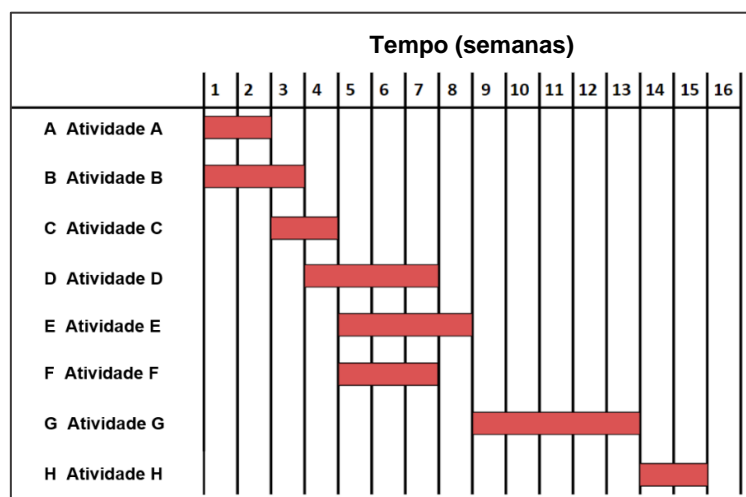 Tempo (semanas)
1 2 3 4 5 6 7 8 9 10 11 12 13 14 15 16
A Atividade A
B Atividade B
C Atividade C
D Atividade D
E Atividade E
F Atividade F
G Atividade G
H Atividade H